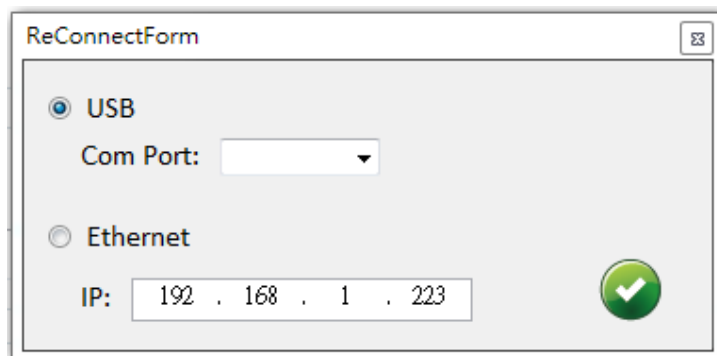 ReConnectForm
USB
Com Port:
Ethernet
IP: 192 . 168 . 1 . 223